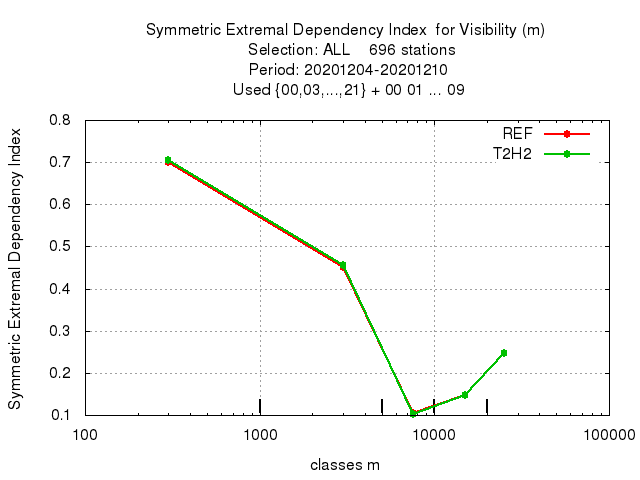 Symmetric Extremal Dependency Index  for Visibility (m)
Selection: ALL    696 stations
Period: 20201204-20201210
Used {00,03,...,21} + 00 01 ... 09
Symmetric Extremal Dependency Index
0.8
0.7
0.6
0.5
0.4
0.3
0.2
0.1
REF
T2H2
100
1000
10000
100000
classes m